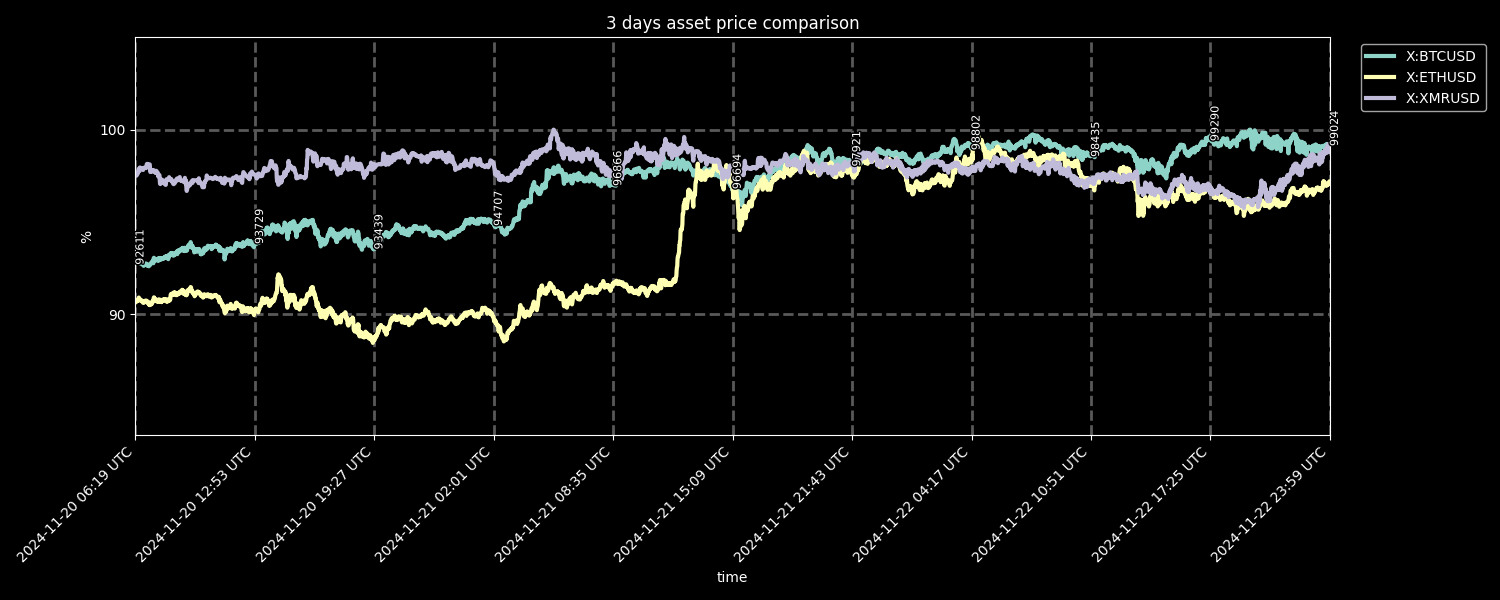 3 days asset price comparison
X:BTCUSD
X:ETHUSD
X:XMRUSD
%
100
90
92611
93729
93439
94707
96866
96694
97921
98802
98435
99290
99024
2024-11-20 06:19 UTC
2024-11-20 12:53 UTC
2024-11-20 19:27 UTC
2024-11-21 02:01 UTC
2024-11-21 08:35 UTC
2024-11-21 15:09 UTC
2024-11-21 21:43 UTC
2024-11-22 04:17 UTC
2024-11-22 10:51 UTC
2024-11-22 17:25 UTC
2024-11-22 23:59 UTC
time